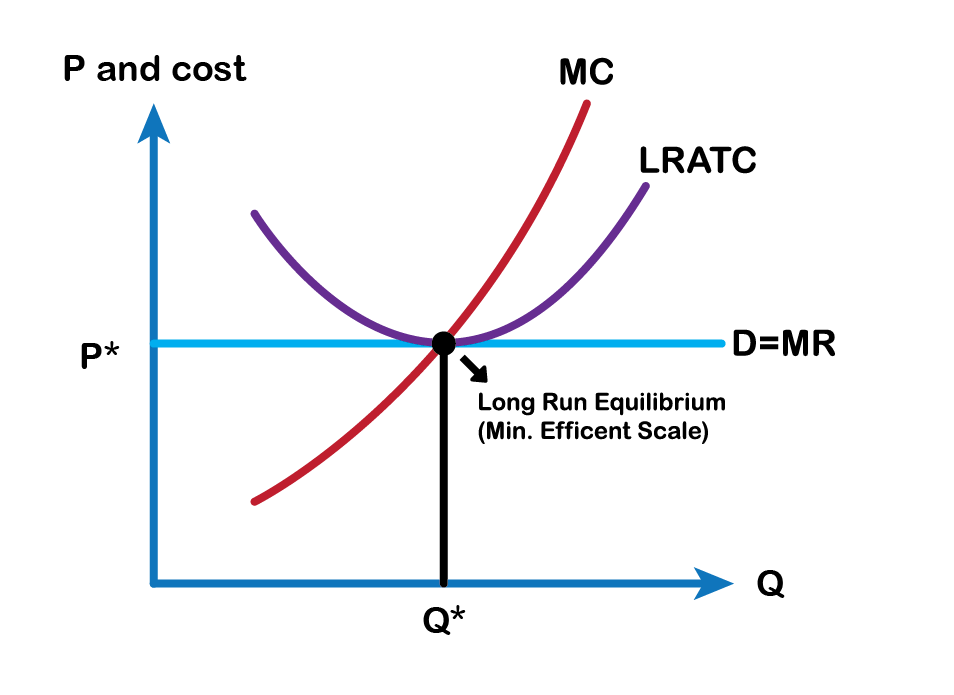 P and cost
MC
LRATC
P*
D=MR
Long Run Equilibrium
(Min. Efficent Scale)
Q
Q*